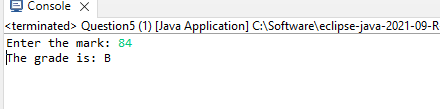 Console
<terminated> Question5 (1) [Java Application] C:\Software\eclipse-java-2021-09-R
Enter the mark: 84
The grade is: B